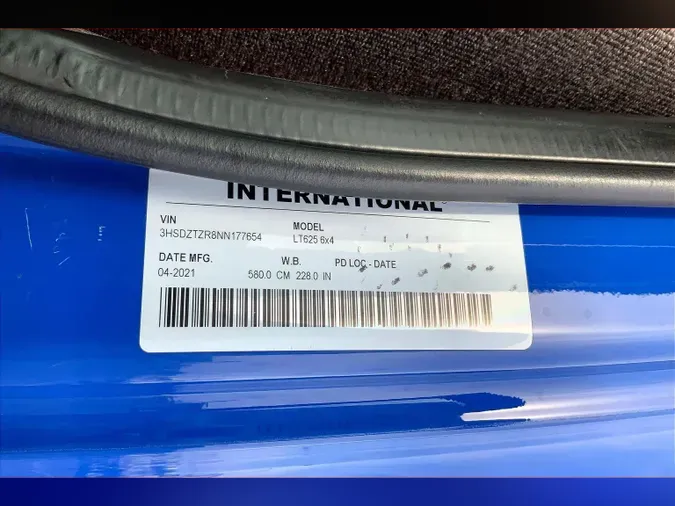 INTERNATIONAL
VIN MODEL
3HSDZTZR8NN177654 LT625 6x4
DATE MFG. W.B. PD LOC - DATE
04-2021 580.0 CM 228.0 IN